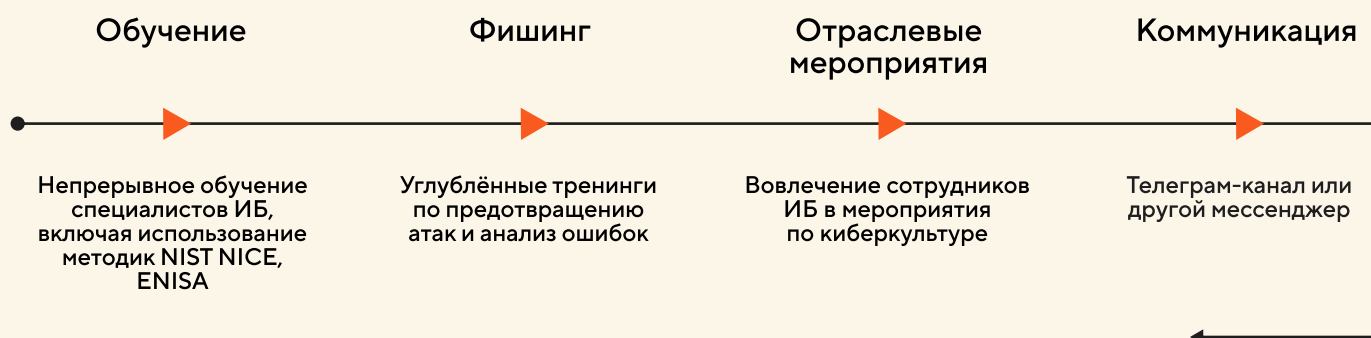 Обучение
Непрерывное обучение
специалистов ИБ,
включая использование
методик NIST NICE,
ENISA
Фишинг
Углублённые тренинги
по предотвращению
атак и анализ ошибок
Отраслевые
мероприятия
Вовлечение сотрудников
ИБ в мероприятия
по киберкультуре
Коммуникация
Телеграм-канал или
другой мессенджер